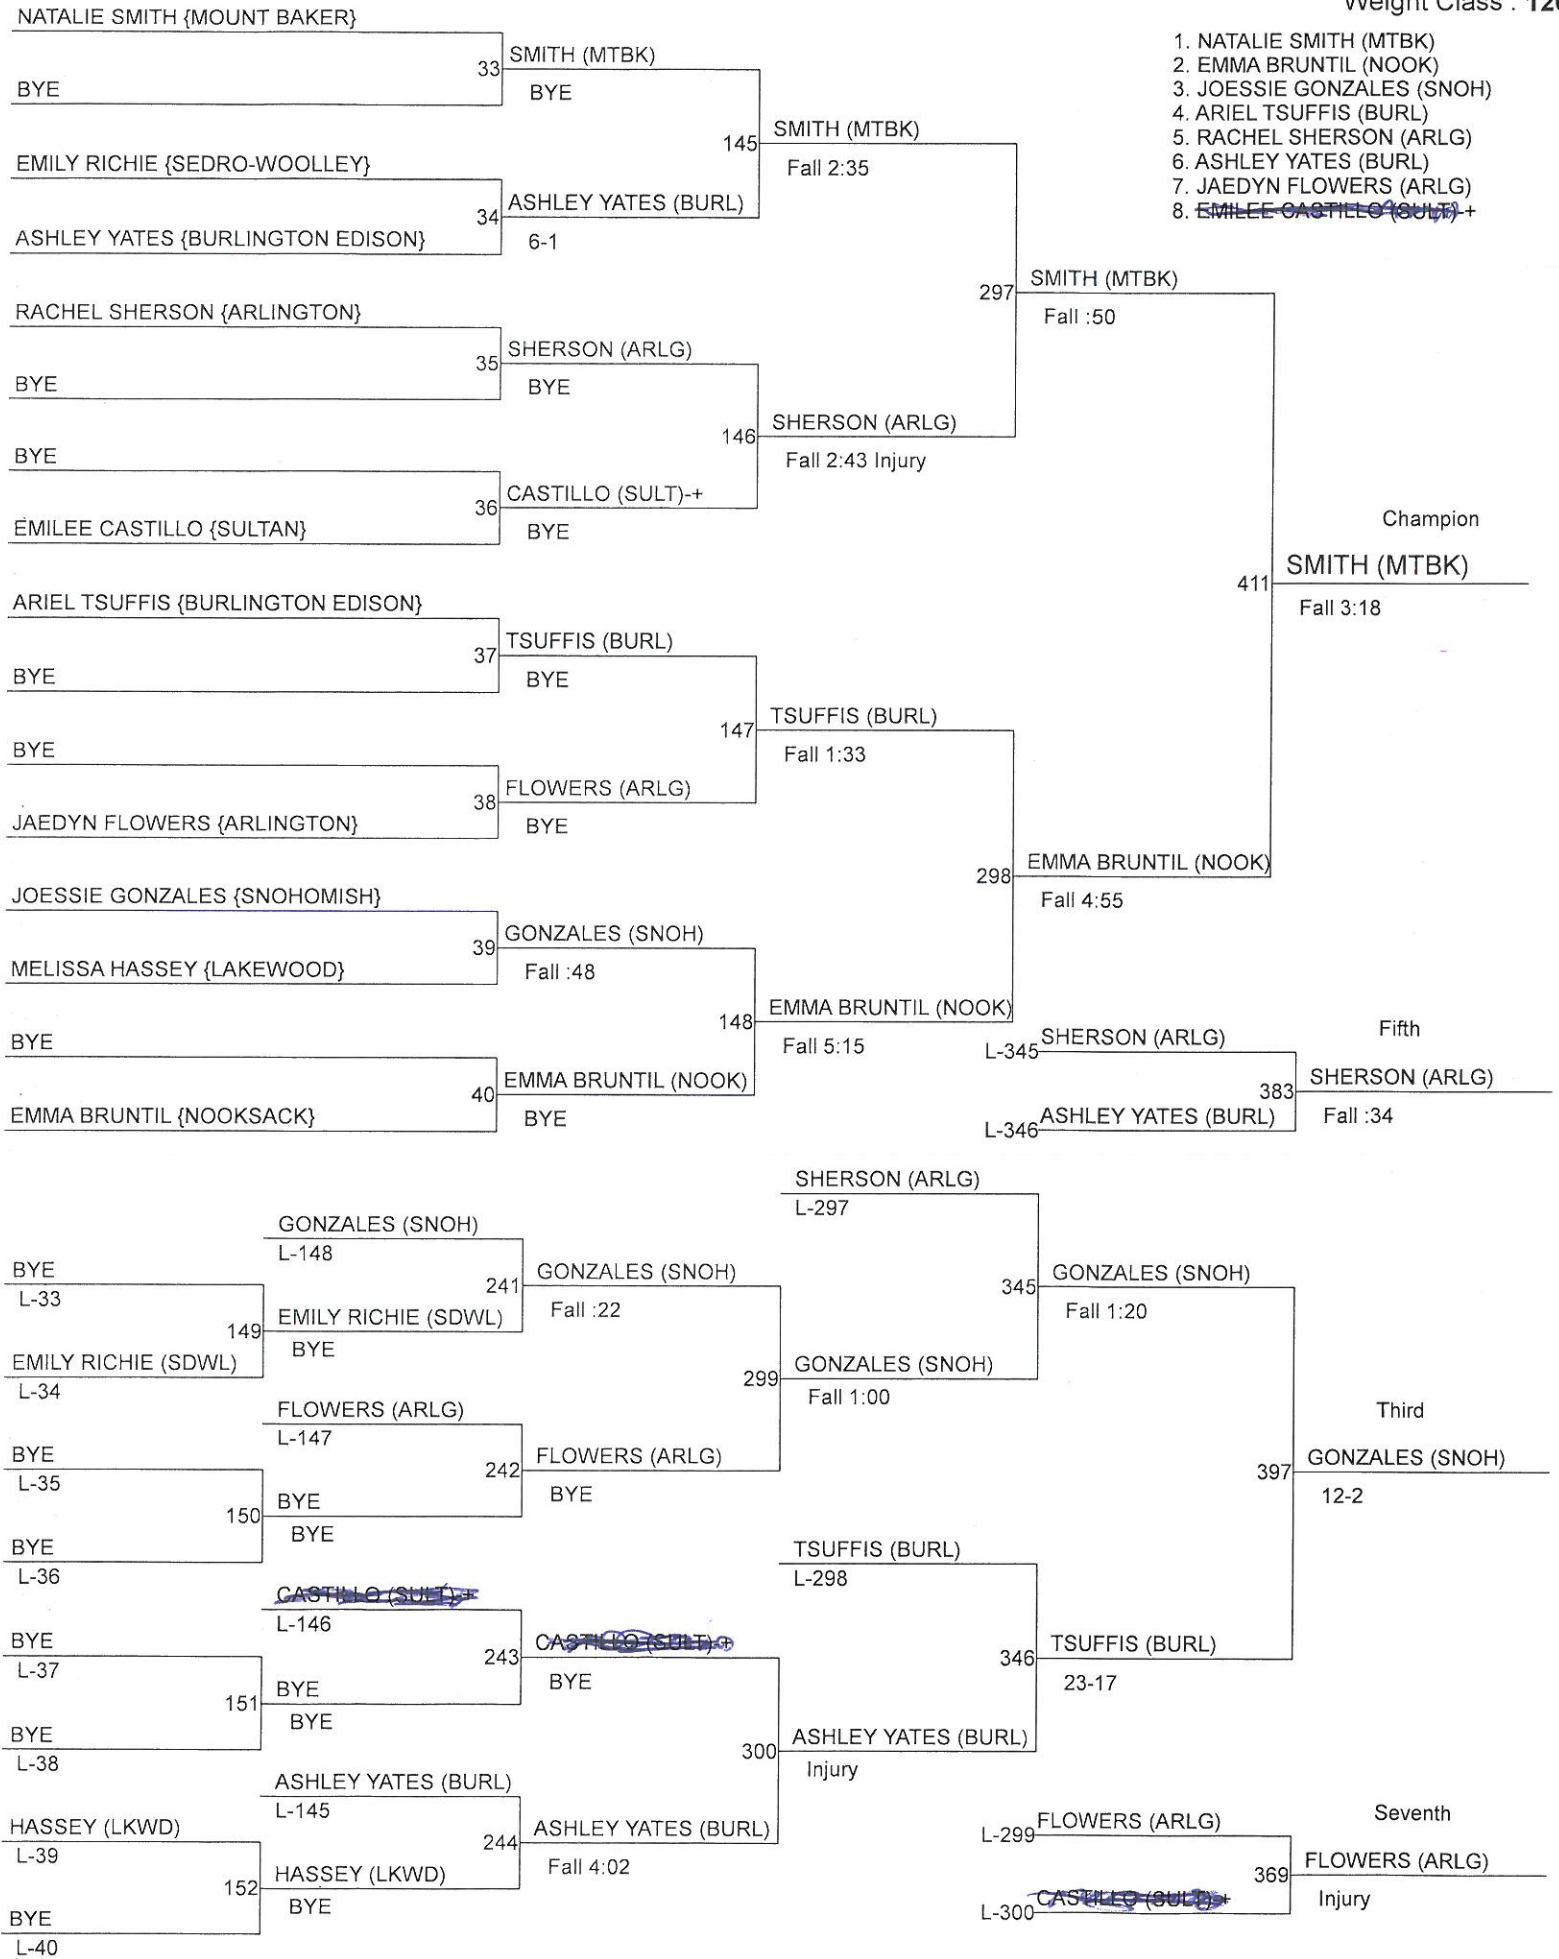 Weight Class : 120
1. NATALIE SMITH (MTBK)
2. EMMA BRUNTIL (NOOK)
3. JOESSIE GONZALES (SNOH)
4. ARIEL TSUFFIS (BURL)
5. RACHEL SHERSON (ARLG)
6. ASHLEY YATES (BURL)
7. JAEDYN FLOWERS (ARLG)
8. EMILEE CASTILLO (SULT)-+
NATALIE SMITH {MOUNT BAKER}
33
BYE
SMITH (MTBK)
BYE
EMILY RICHIE {SEDRO-WOOLLEY}
34
ASHLEY YATES {BURLINGTON EDISON}
ASHLEY YATES (BURL)
6-1
145
SMITH (MTBK)
Fall 2:35
RACHEL SHERSON {ARLINGTON}
35
BYE
SHERSON (ARLG)
BYE
BYE
36
EMILEE CASTILLO {SULTAN}
CASTILLO (SULT)-+
BYE
146
SHERSON (ARLG)
Fall 2:43 Injury
297
SMITH (MTBK)
Fall :50
ARIEL TSUFFIS {BURLINGTON EDISON}
37
BYE
TSUFFIS (BURL)
BYE
BYE
38
JAEDYN FLOWERS {ARLINGTON}
FLOWERS (ARLG)
BYE
147
TSUFFIS (BURL)
Fall 1:33
JOESSIE GONZALES {SNOHOMISH}
39
MELISSA HASSEY {LAKEWOOD}
GONZALES (SNOH)
Fall :48
BYE
40
EMMA BRUNTIL {NOOKSACK}
EMMA BRUNTIL (NOOK)
BYE
148
EMMA BRUNTIL (NOOK)
Fall 5:15
298
EMMA BRUNTIL (NOOK)
Fall 4:55
Champion
411
SMITH (MTBK)
Fall 3:18
Fifth
L-345
SHERSON (ARLG)
L-346
ASHLEY YATES (BURL)
383
SHERSON (ARLG)
Fall :34
BYE
L-33
149
EMILY RICHIE (SDWL)
L-34
GONZALES (SNOH)
L-148
241
EMILY RICHIE (SDWL)
BYE
GONZALES (SNOH)
Fall :22
BYE
L-35
150
BYE
L-36
FLOWERS (ARLG)
L-147
242
BYE
BYE
FLOWERS (ARLG)
BYE
SHERSON (ARLG)
L-297
299
GONZALES (SNOH)
Fall 1:00
345
GONZALES (SNOH)
Fall 1:20
BYE
L-37
151
BYE
L-38
CASTILLO (SULT)-+
L-146
243
BYE
BYE
CASTILLO (SULT)-+
BYE
HASSEY (LKWD)
L-39
152
BYE
L-40
ASHLEY YATES (BURL)
L-145
244
HASSEY (LKWD)
BYE
ASHLEY YATES (BURL)
Fall 4:02
TSUFFIS (BURL)
L-298
300
ASHLEY YATES (BURL)
Injury
346
TSUFFIS (BURL)
23-17
Third
397
GONZALES (SNOH)
12-2
Seventh
L-299
FLOWERS (ARLG)
L-300
CASTILLO (SULT)-+
369
FLOWERS (ARLG)
Injury